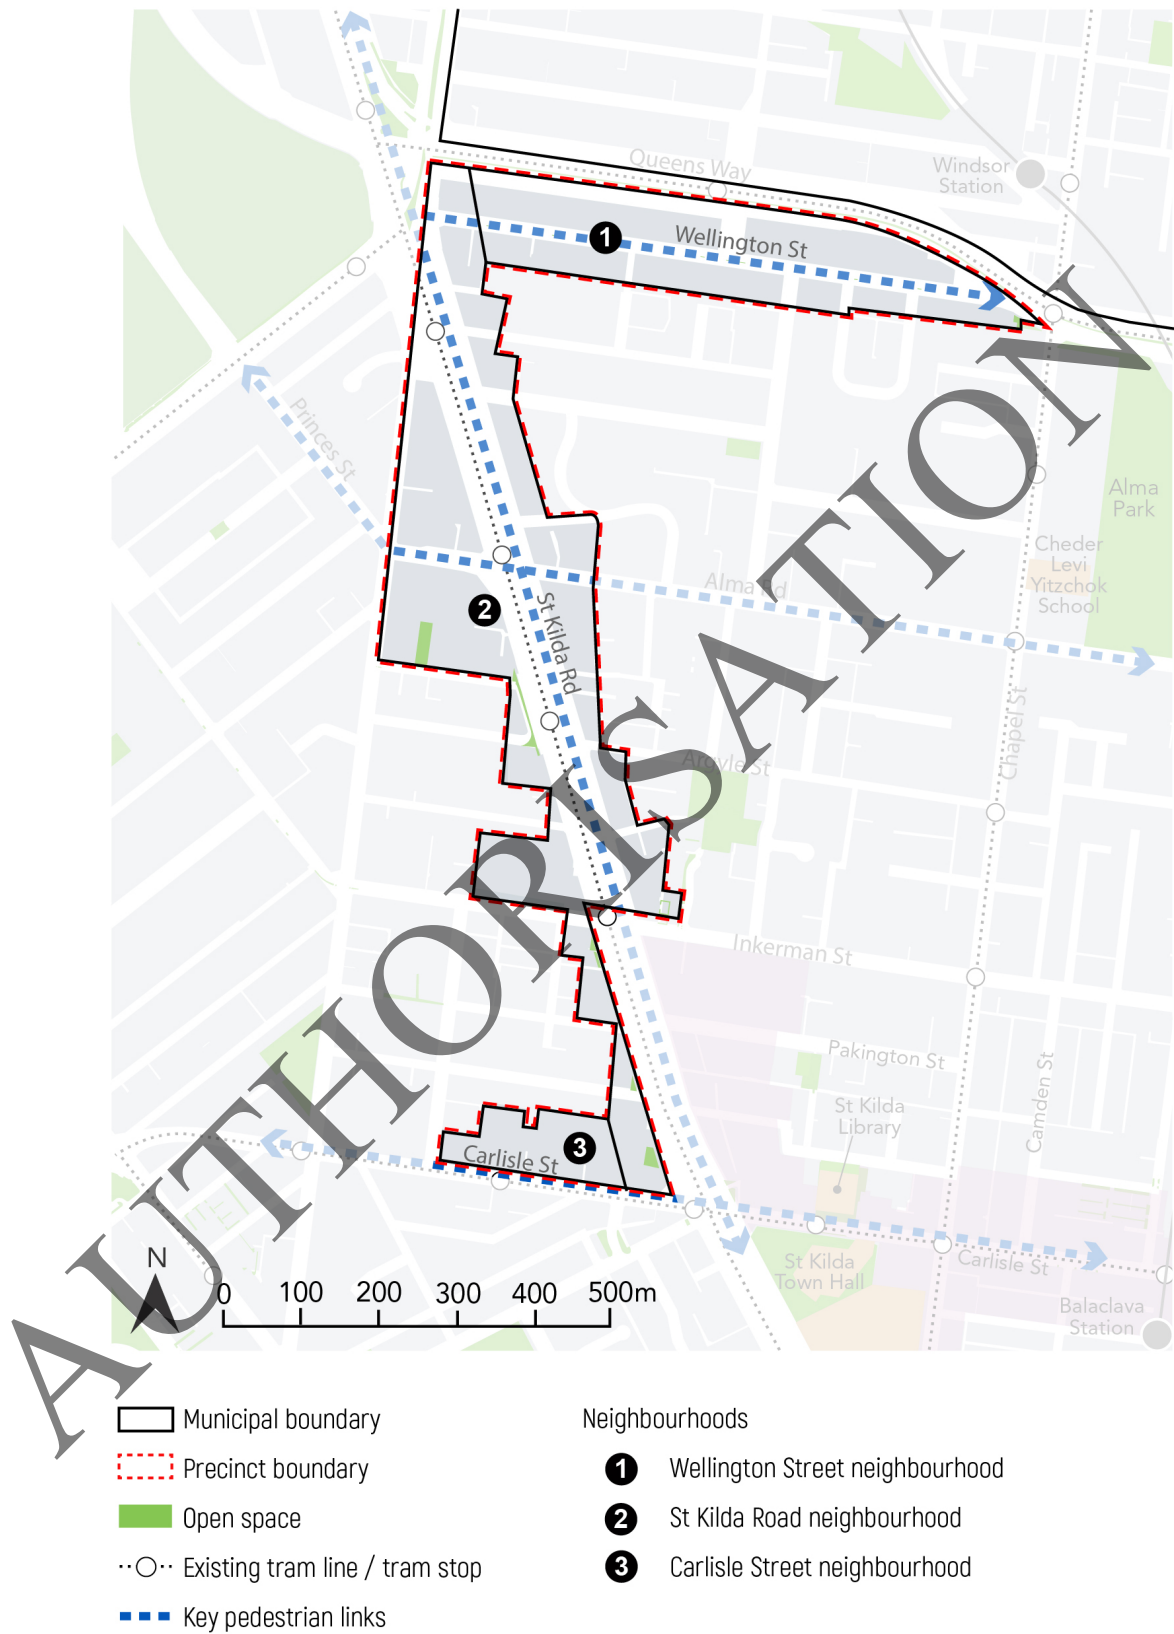 Queens Way
Windsor
Station
Wellington St
1
Princes St
Alma
Park
Cheder
Levi
Yitzchok
School
Alma Rd
2
St Kilda Rd
Chapel St
Argyle St
Inkerman St
Pakington St
Camden St
St Kilda
Library
3
Carlisle St
St Kilda
Town Hall
Carlisle St
Balaclava
Station
N
0 100 200 300 400 500m
AUTHORISATION
Municipal boundary
Precinct boundary
Open space
Existing tram line / tram stop
Key pedestrian links
Neighbourhoods
1 Wellington Street neighbourhood
2 St Kilda Road neighbourhood
3 Carlisle Street neighbourhood